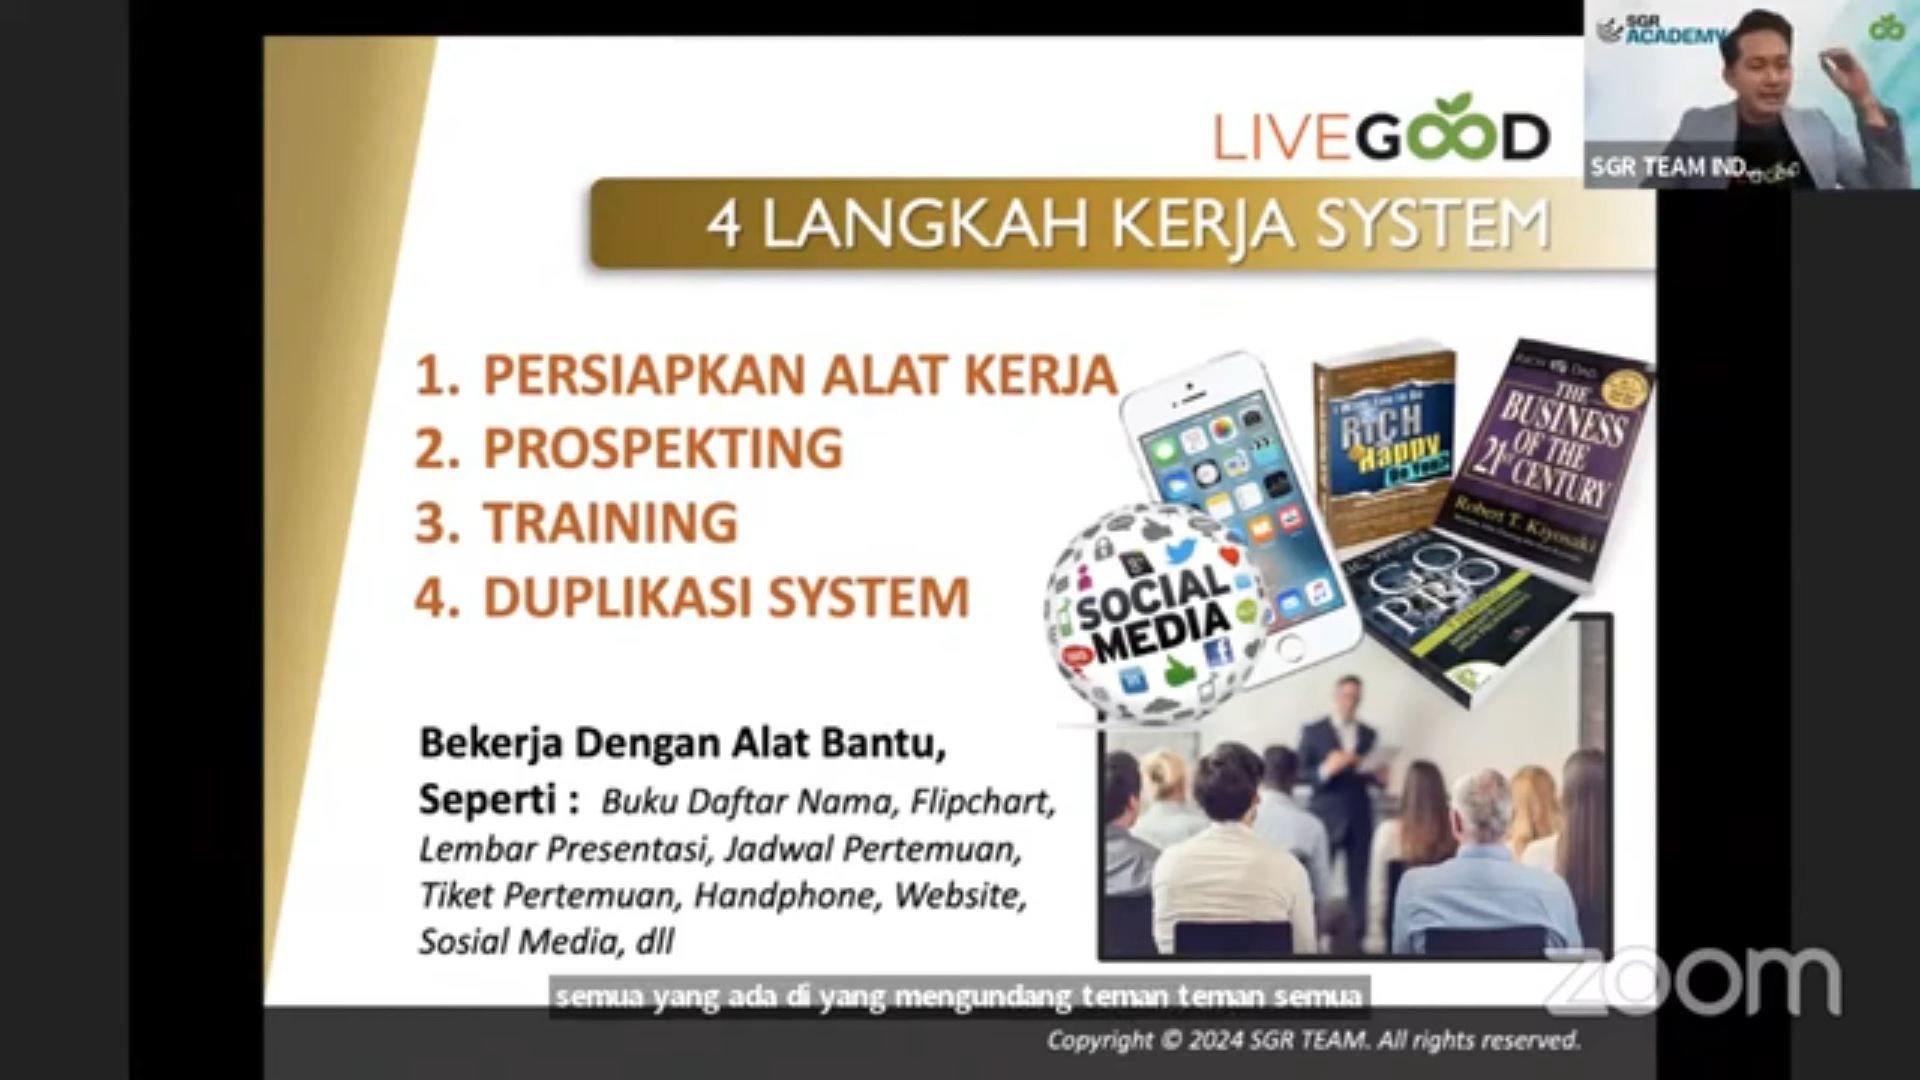 SGR
ACADEMY
SGR TEAM IND...
LIVEGOOD
4 LANGKAH KERJA SYSTEM
1. PERSIAPKAN ALAT KERJA
2. PROSPEKTING
3. TRAINING
4. DUPLIKASI SYSTEM
RICH
Happy
RICH DAD
THE
BUSINESS
OF THE
21st CENTURY
Robert T. Kiyosaki
GO
PRO
SOCIAL
MEDIA
Bekerja Dengan Alat Bantu,
Seperti : Buku Daftar Nama, Flipchart,
Lembar Presentasi, Jadwal Pertemuan,
Tiket Pertemuan, Handphone, Website,
Sosial Media, dll
semua yang ada di yang mengundang teman teman semua
zoom
Copyright © 2024 SGR TEAM. All rights reserved.